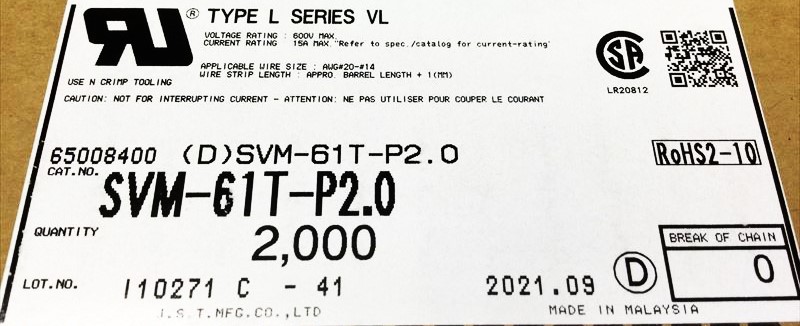 ® TYPE L SERIES VL
VOLTAGE RATING : 600V MAX.
CURRENT RATING : 15A MAX. "Refer to spec./catalog for current-rating"
APPLICABLE WIRE SIZE : AWG#20-#14
WIRE STRIP LENGTH : APPRO. BARREL LENGTH + 1(MM)
USE N CRIMP TOOLING
LR20812
CAUTION: NOT FOR INTERRUPTING CURRENT - ATTENTION: NE PAS UTILISER POUR COUPER LE COURANT
65008400 (D)SVM-61T-P2.0
RoHS2-10
CAT.NO.
SVM-61T-P2.0
QUANTITY 2,000
BREAK OF CHAIN
0
LOT.NO. I10271 C - 41 2021.09 D
J.S.T.MFG.CO.,LTD MADE IN MALAYSIA